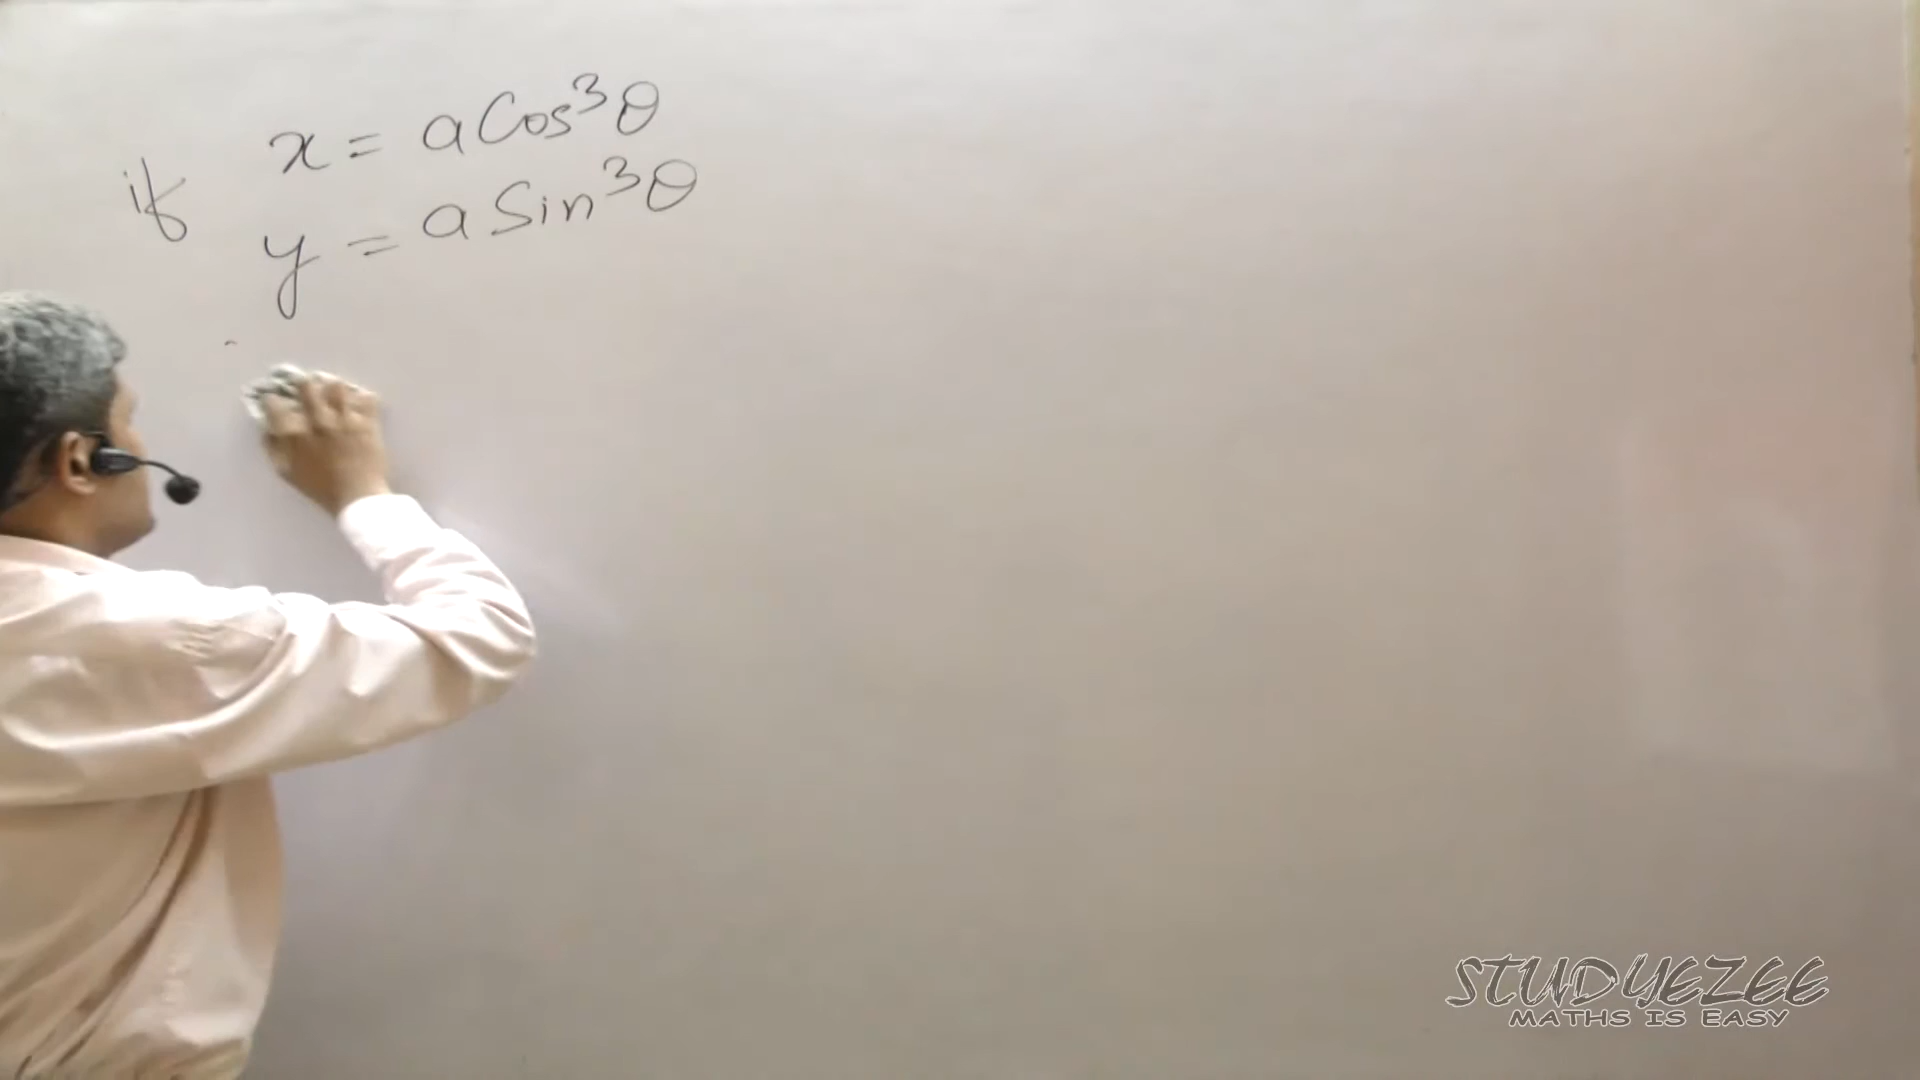 if
x = a Cos³θ
y = a Sin³θ
STUDYEZEE
MATHS IS EASY